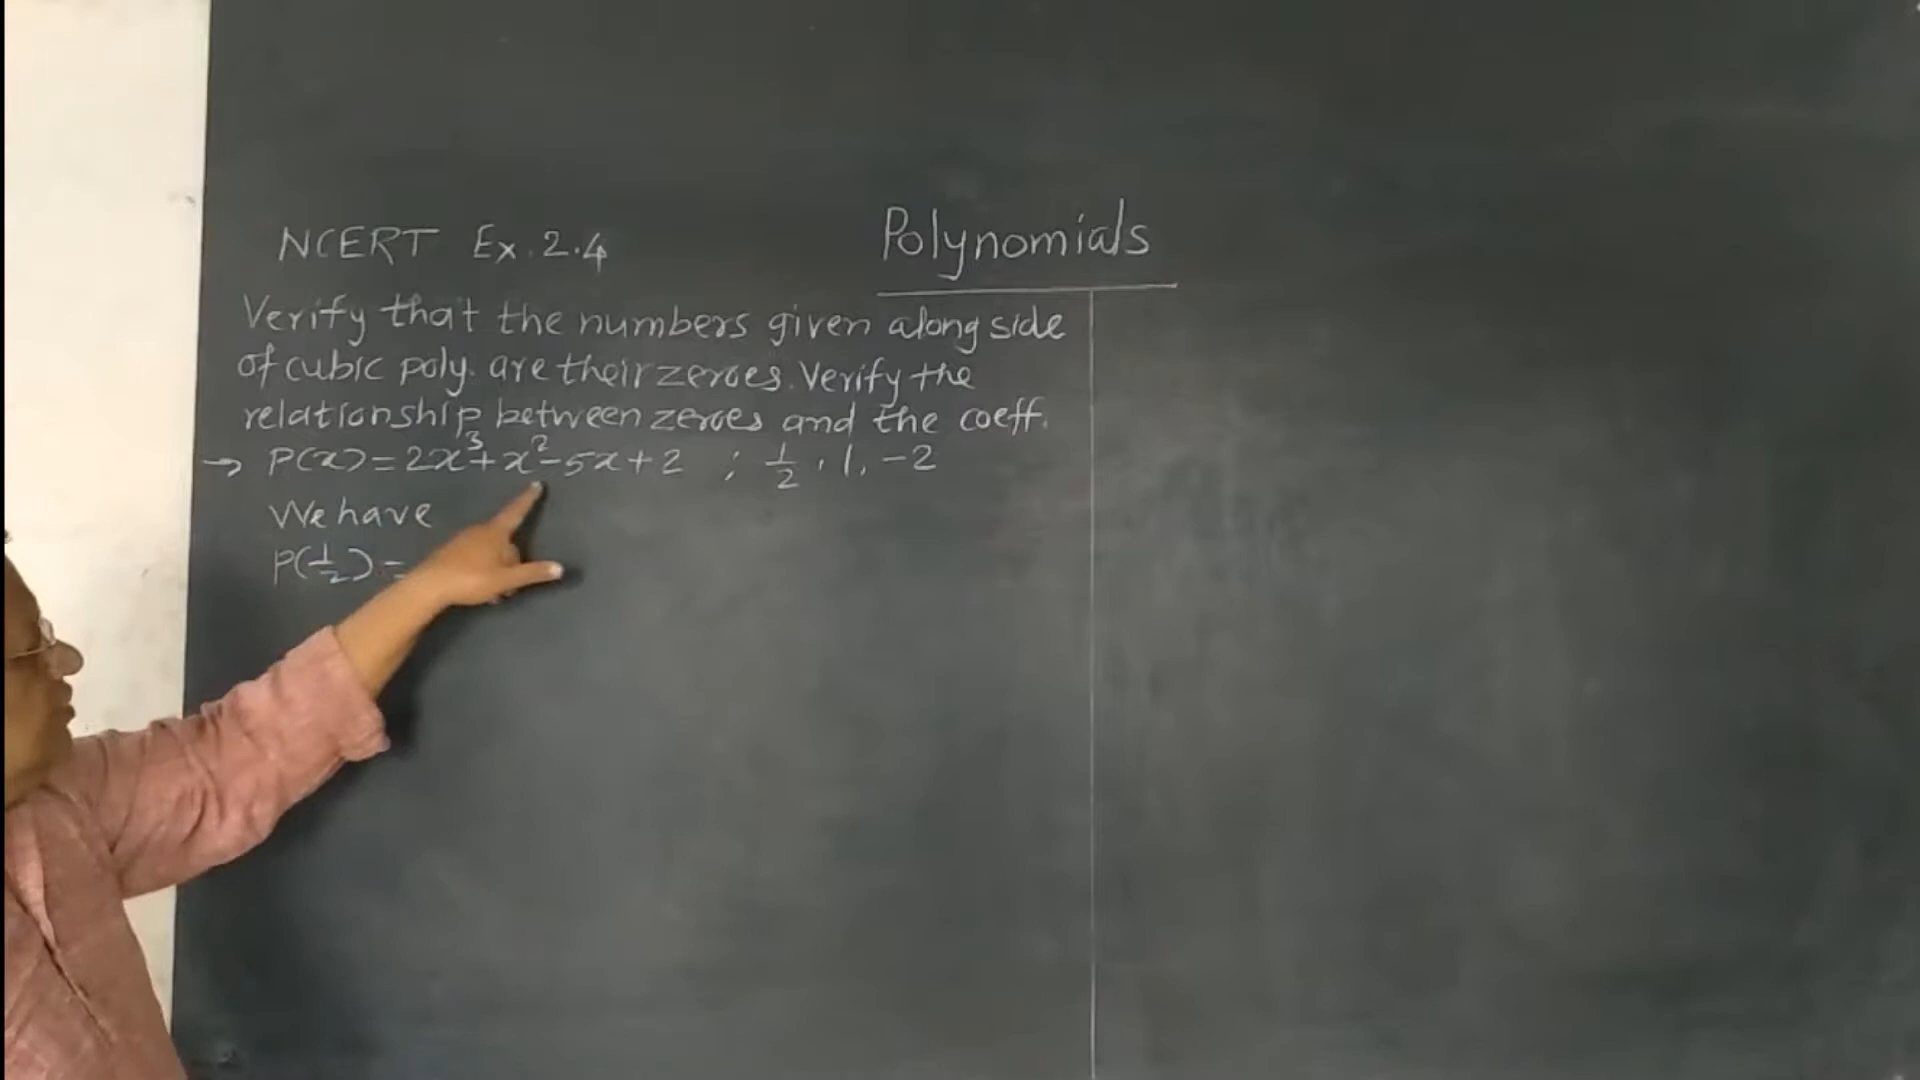 NCERT Ex. 2.4
Polynomials
Verify that the numbers given along side
of cubic poly. are their zeroes. Verify the
relationship between zeroes and the coeff.
→ P(x) = 2x³+x²-5x+2 ; 1/2, 1, -2
We have
P(1/2) =